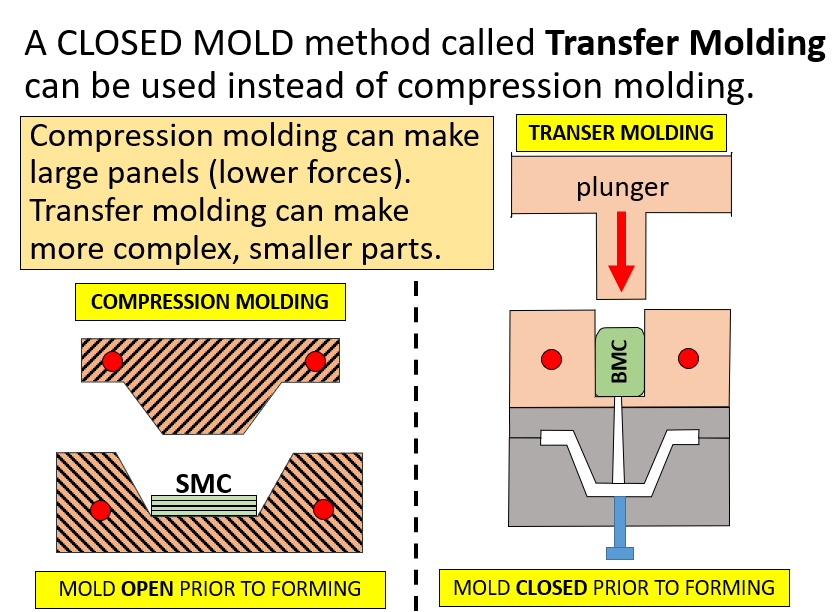 A CLOSED MOLD method called Transfer Molding
can be used instead of compression molding.
Compression molding can make
large panels (lower forces).
Transfer molding can make
more complex, smaller parts.
TRANSER MOLDING
plunger
COMPRESSION MOLDING
BMC
SMC
MOLD OPEN PRIOR TO FORMING
MOLD CLOSED PRIOR TO FORMING